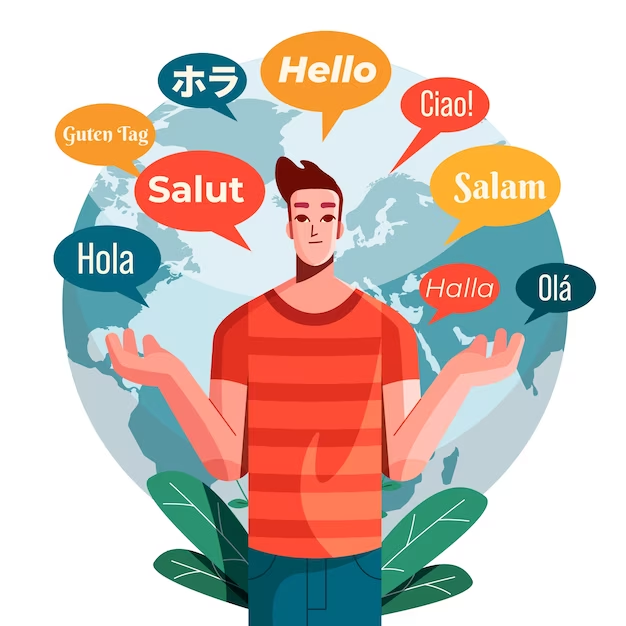 Hello
ホラ
Ciao!
Guten Tag
Salut
Salam
Hola
Halla
Olá